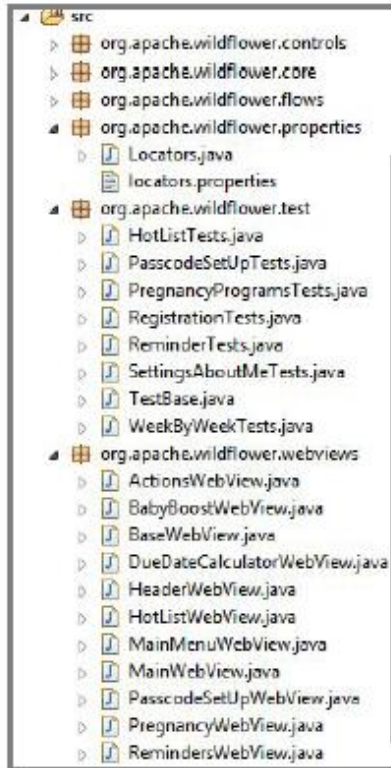 src
org.apache.wildflower.controls
org.apache.wildflower.core
org.apache.wildflower.flows
org.apache.wildflower.properties
Locators.java
locators.properties
org.apache.wildflower.test
HotListTests.java
PasscodeSetUpTests.java
PregnancyProgramsTests.java
RegistrationTests.java
ReminderTests.java
SettingsAboutMeTests.java
TestBase.java
WeekByWeekTests.java
org.apache.wildflower.webviews
ActionsWebView.java
BabyBoostWebView.java
BaseWebView.java
DueDateCalculatorWebView.java
HeaderWebView.java
HotListWebView.java
MainMenuWebView.java
MainWebView.java
PasscodeSetUpWebView.java
PregnancyWebView.java
RemindersWebView.java